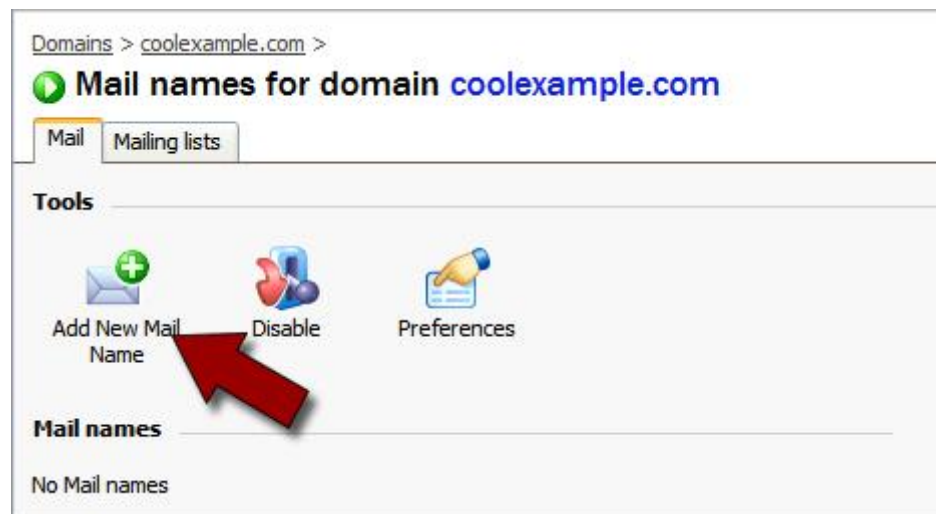 Domains > coolexample.com >
Mail names for domain coolexample.com
Mail Mailing lists
Tools
Add New Mail Name
Disable
Preferences
Mail names
No Mail names